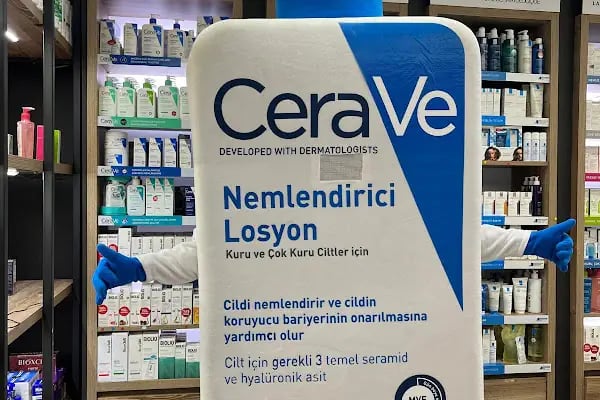 CeraVe
DEVELOPED WITH DERMATOLOGISTS
Nemlendirici
Losyon
Kuru ve Çok Kuru Ciltler için
Cildi nemlendirir ve cildin
koruyucu bariyerinin onarılmasına
yardımcı olur
Cilt için gerekli 3 temel seramid
ve hyalüronik asit
MVE